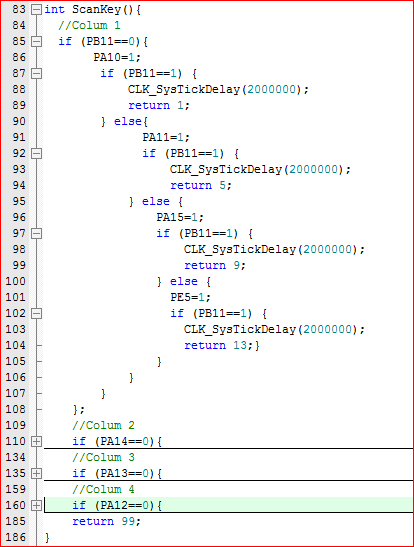 83 int ScanKey(){
84 //Colum 1
85 if (PB11==0){
86 PA10=1;
87 if (PB11==1) {
88 CLK_SysTickDelay(2000000);
89 return 1;
90 } else{
91 PA11=1;
92 if (PB11==1) {
93 CLK_SysTickDelay(2000000);
94 return 5;
95 } else {
96 PA15=1;
97 if (PB11==1) {
98 CLK_SysTickDelay(2000000);
99 return 9;
100 } else {
101 PE5=1;
102 if (PB11==1) {
103 CLK_SysTickDelay(2000000);
104 return 13;}
105 }
106 }
107 }
108 };
109 //Colum 2
110 if (PA14==0){
134 //Colum 3
135 if (PA13==0){
159 //Colum 4
160 if (PA12==0){
185 return 99;
186 }